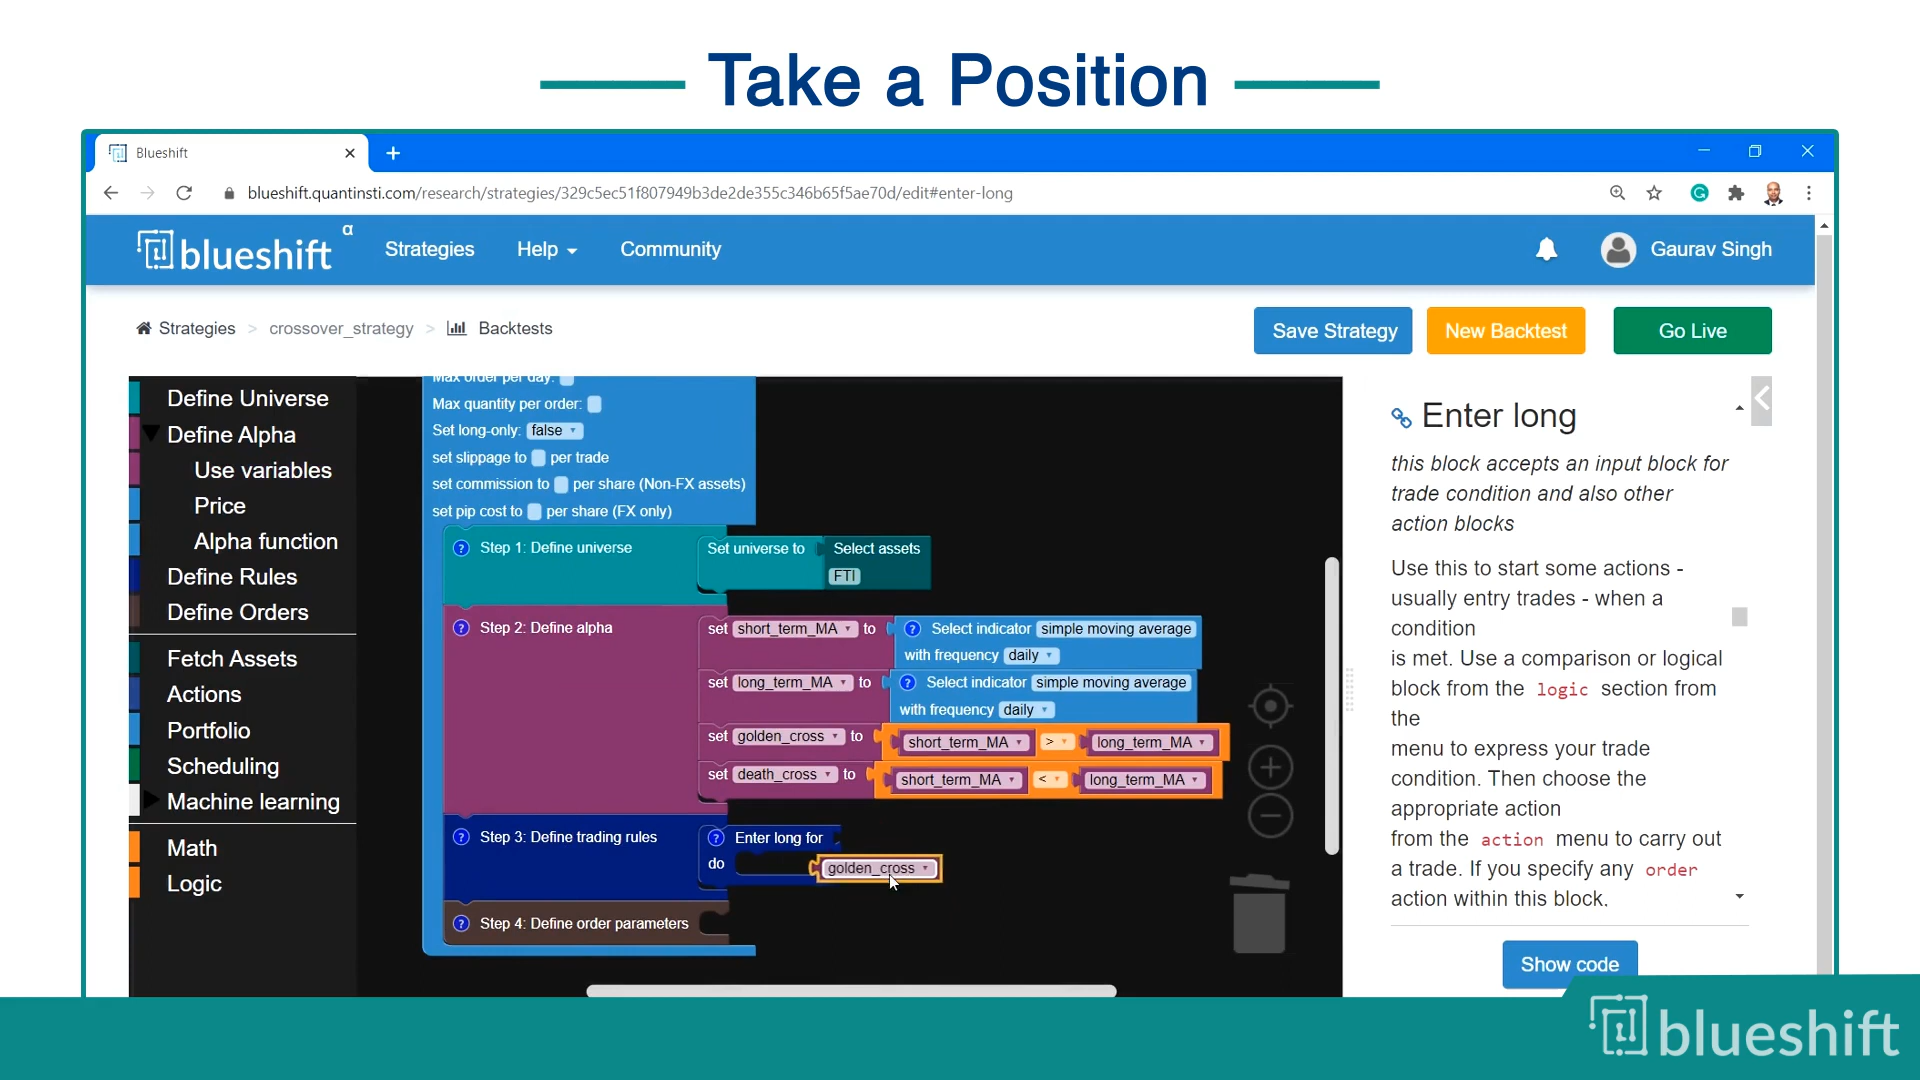 Take a Position
Blueshift
blueshift.quantinsti.com/research/strategies/329c5ec51f807949b3de2de355c346b65f5ae70d/edit#enter-long
blueshift α
Strategies
Help
Community
Gaurav Singh
Strategies > crossover_strategy > Backtests
Save Strategy
New Backtest
Go Live
Define Universe
Define Alpha
Use variables
Price
Alpha function
Define Rules
Define Orders
Fetch Assets
Actions
Portfolio
Scheduling
Machine learning
Math
Logic
Max order per day:
Max quantity per order:
Set long-only: false
set slippage to per trade
set commission to per share (Non-FX assets)
set pip cost to per share (FX only)
? Step 1: Define universe
Set universe to Select assets
FTI
? Step 2: Define alpha
set short_term_MA to ? Select indicator simple moving average
with frequency daily
set long_term_MA to ? Select indicator simple moving average
with frequency daily
set golden_cross to short_term_MA > long_term_MA
set death_cross to short_term_MA < long_term_MA
? Step 3: Define trading rules
? Enter long for
do
golden_cross
? Step 4: Define order parameters
Enter long
this block accepts an input block for
trade condition and also other
action blocks
Use this to start some actions -
usually entry trades - when a
condition
is met. Use a comparison or logical
block from the logic section from
the
menu to express your trade
condition. Then choose the
appropriate action
from the action menu to carry out
a trade. If you specify any order
action within this block.
Show code
blueshift